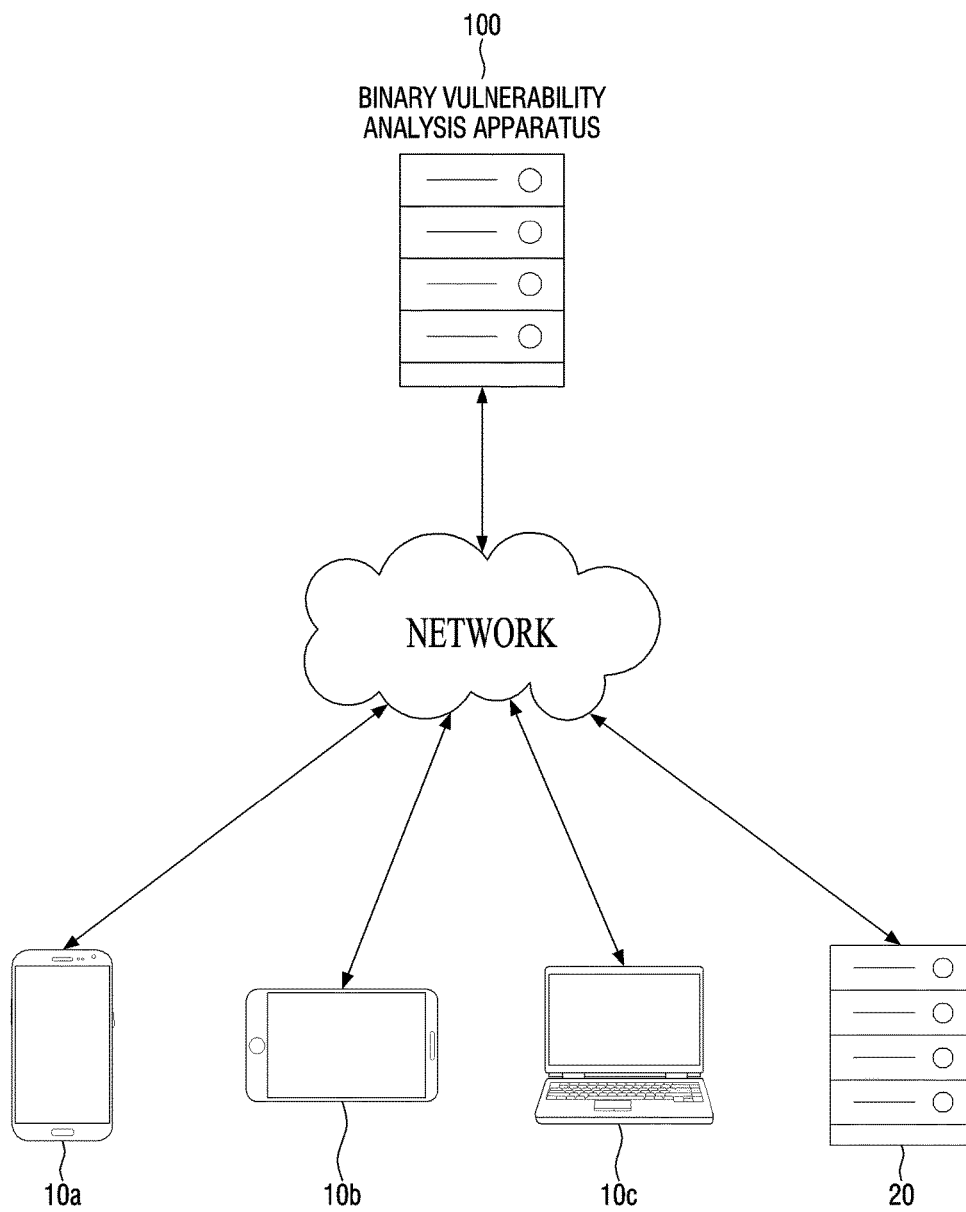 100
BINARY VULNERABILITY
ANALYSIS APPARATUS
NETWORK
10a
10b
10c
20